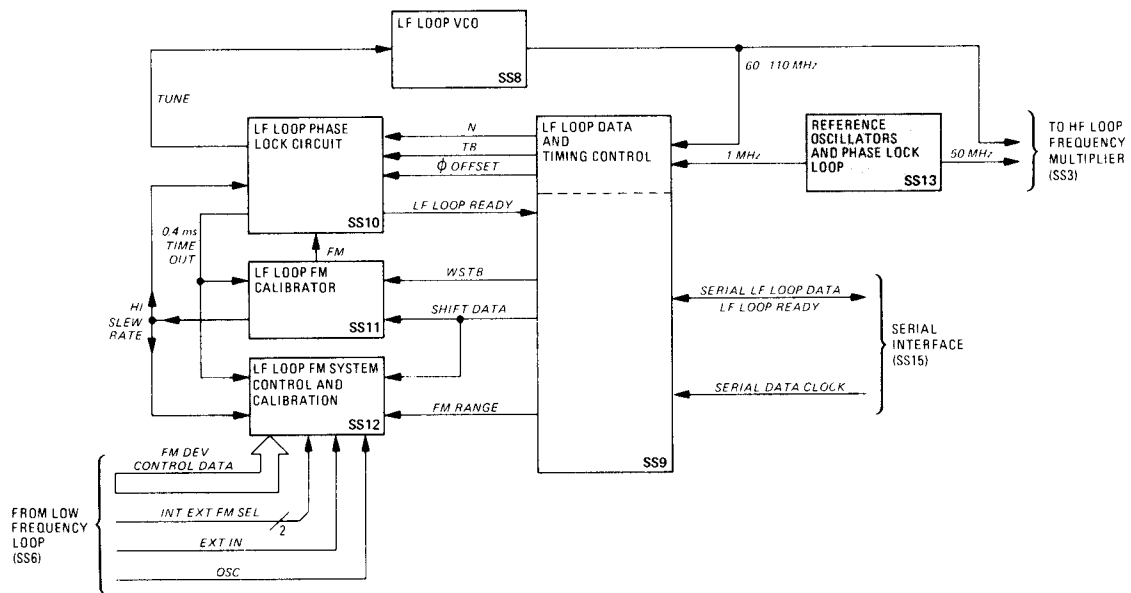 LF LOOP VCO
SS8
60 110 MHz
TUNE
LF LOOP PHASE
LOCK CIRCUIT
SS10
N
TB
ϕ OFFSET
LF LOOP READY
LF LOOP DATA
AND
TIMING CONTROL
1 MHz
REFERENCE
OSCILLATORS
AND PHASE LOCK
LOOP
SS13
50 MHz
TO HF LOOP
FREQUENCY
MULTIPLIER
(SS3)
0.4 ms
TIME
OUT
FM
LF LOOP FM
CALIBRATOR
SS11
WSTB
SHIFT DATA
HI
SLEW
RATE
LF LOOP FM SYSTEM
CONTROL AND
CALIBRATION
SS12
FM RANGE
SS9
SERIAL LF LOOP DATA
LF LOOP READY
SERIAL DATA CLOCK
SERIAL
INTERFACE
(SS15)
FM DEV
CONTROL DATA
INT EXT FM SEL
2
EXT IN
OSC
FROM LOW
FREQUENCY
LOOP
(SS6)